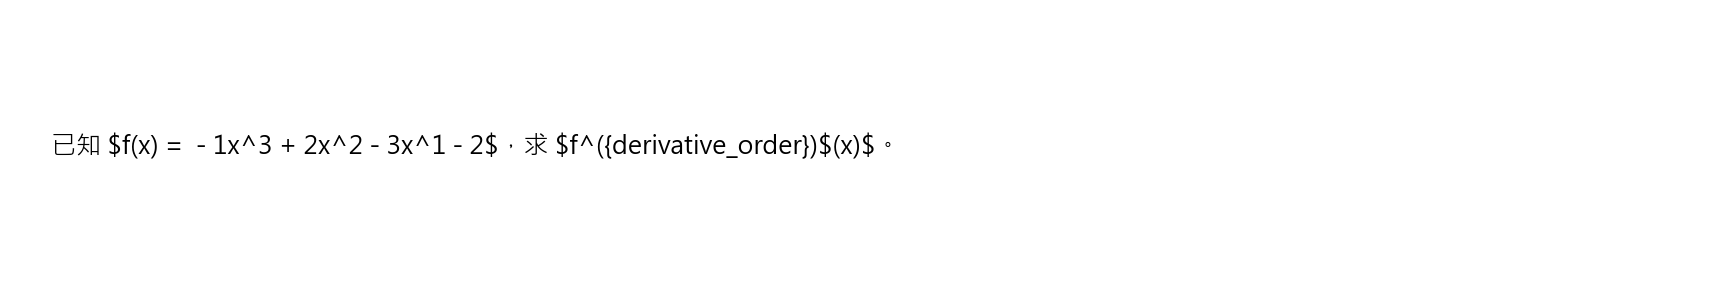 已知 $f(x) =  - 1x^3 + 2x^2 - 3x^1 - 2$，求 $f^({derivative_order})$(x)$。